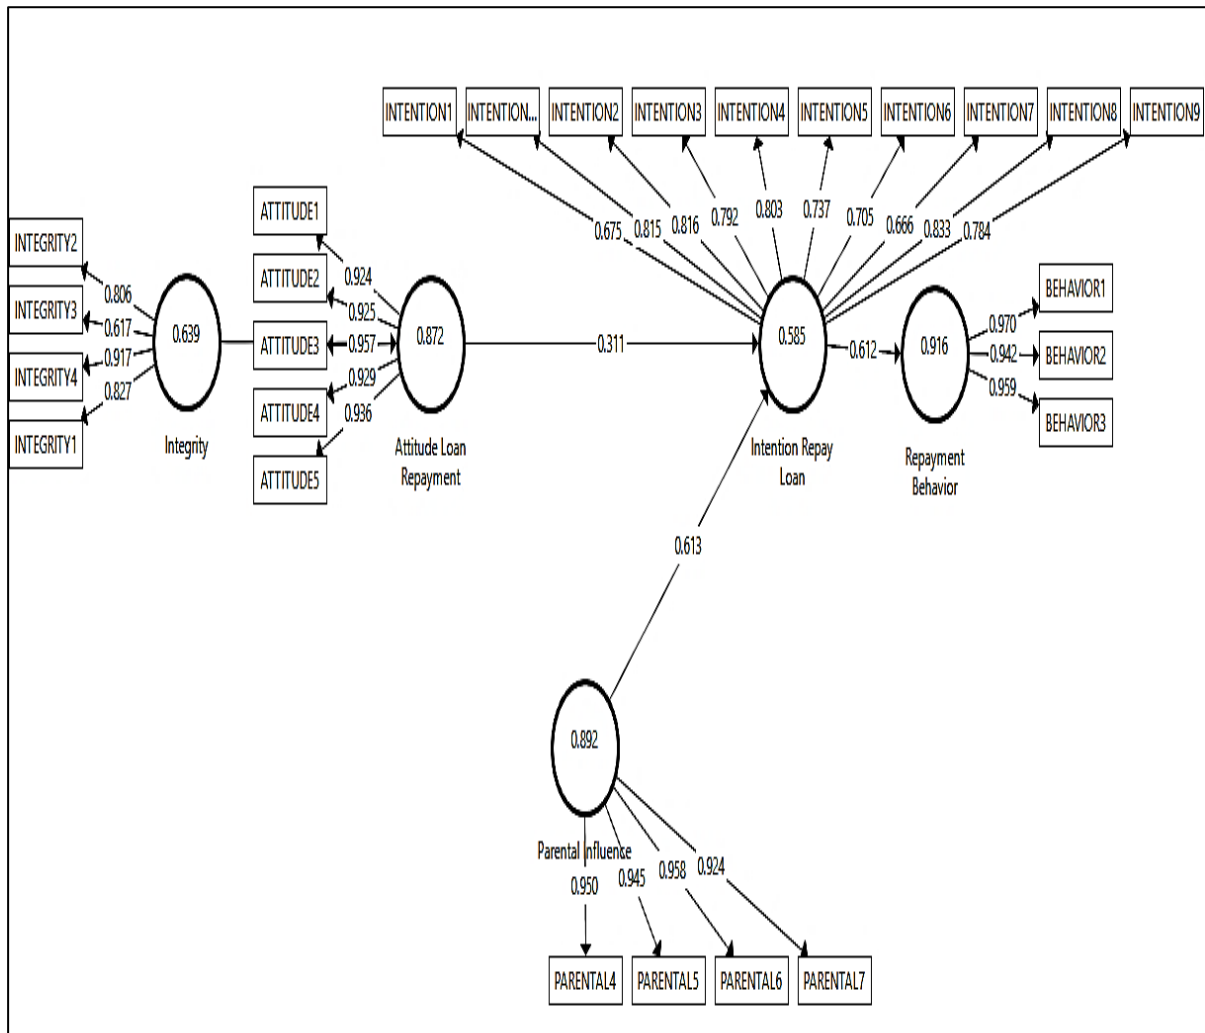 INTENTION1 INTENTION... INTENTION2 INTENTION3 INTENTION4 INTENTION5 INTENTION6 INTENTION7 INTENTION8 INTENTION9
0.675 0.815 0.816 0.792 0.803 0.737 0.705 0.666 0.833 0.784
INTEGRITY2
INTEGRITY3
INTEGRITY4
INTEGRITY1
0.806
0.617
0.917
0.827
0.639
Integrity
ATTITUDE1
ATTITUDE2
ATTITUDE3
ATTITUDE4
ATTITUDE5
0.924
0.925
0.957
0.929
0.936
0.872
Attitude Loan
Repayment
0.311
0.585
Intention Repay
Loan
0.612
0.916
Repayment
Behavior
0.970
0.942
0.959
BEHAVIOR1
BEHAVIOR2
BEHAVIOR3
0.613
0.892
Parental Influence
0.950 0.945 0.958 0.924
PARENTAL4 PARENTAL5 PARENTAL6 PARENTAL7